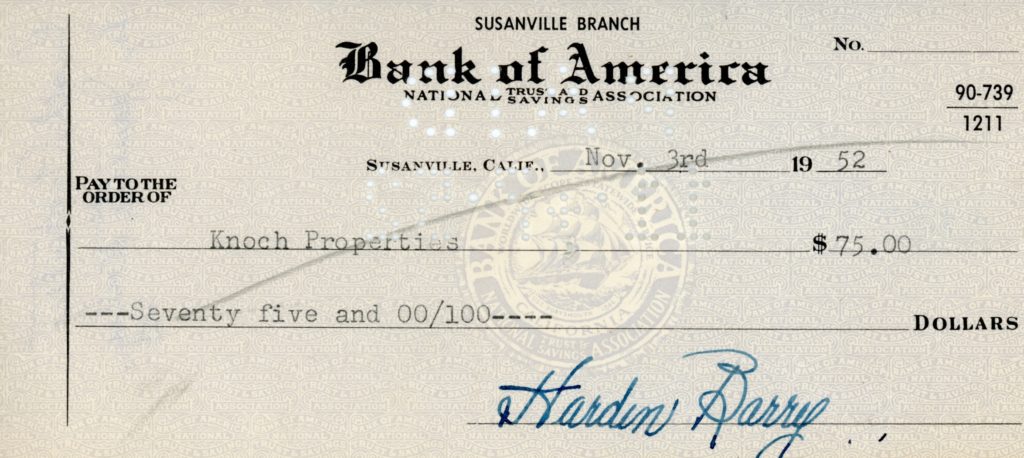 SUSANVILLE BRANCH
Bank of America
NATIONAL TRUST AND SAVINGS ASSOCIATION
No.
90-739
1211
SUSANVILLE, CALIF., Nov. 3rd 19 52
PAY TO THE
ORDER OF
Knoch Properties $ 75.00
---Seventy five and 00/100---- DOLLARS
Hardin Barry